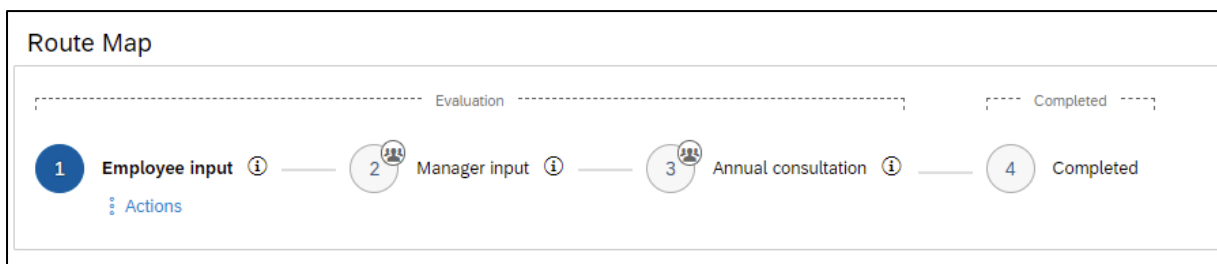 Route Map
Evaluation Completed
1 Employee input i 2 Manager input i 3 Annual consultation i 4 Completed
Actions